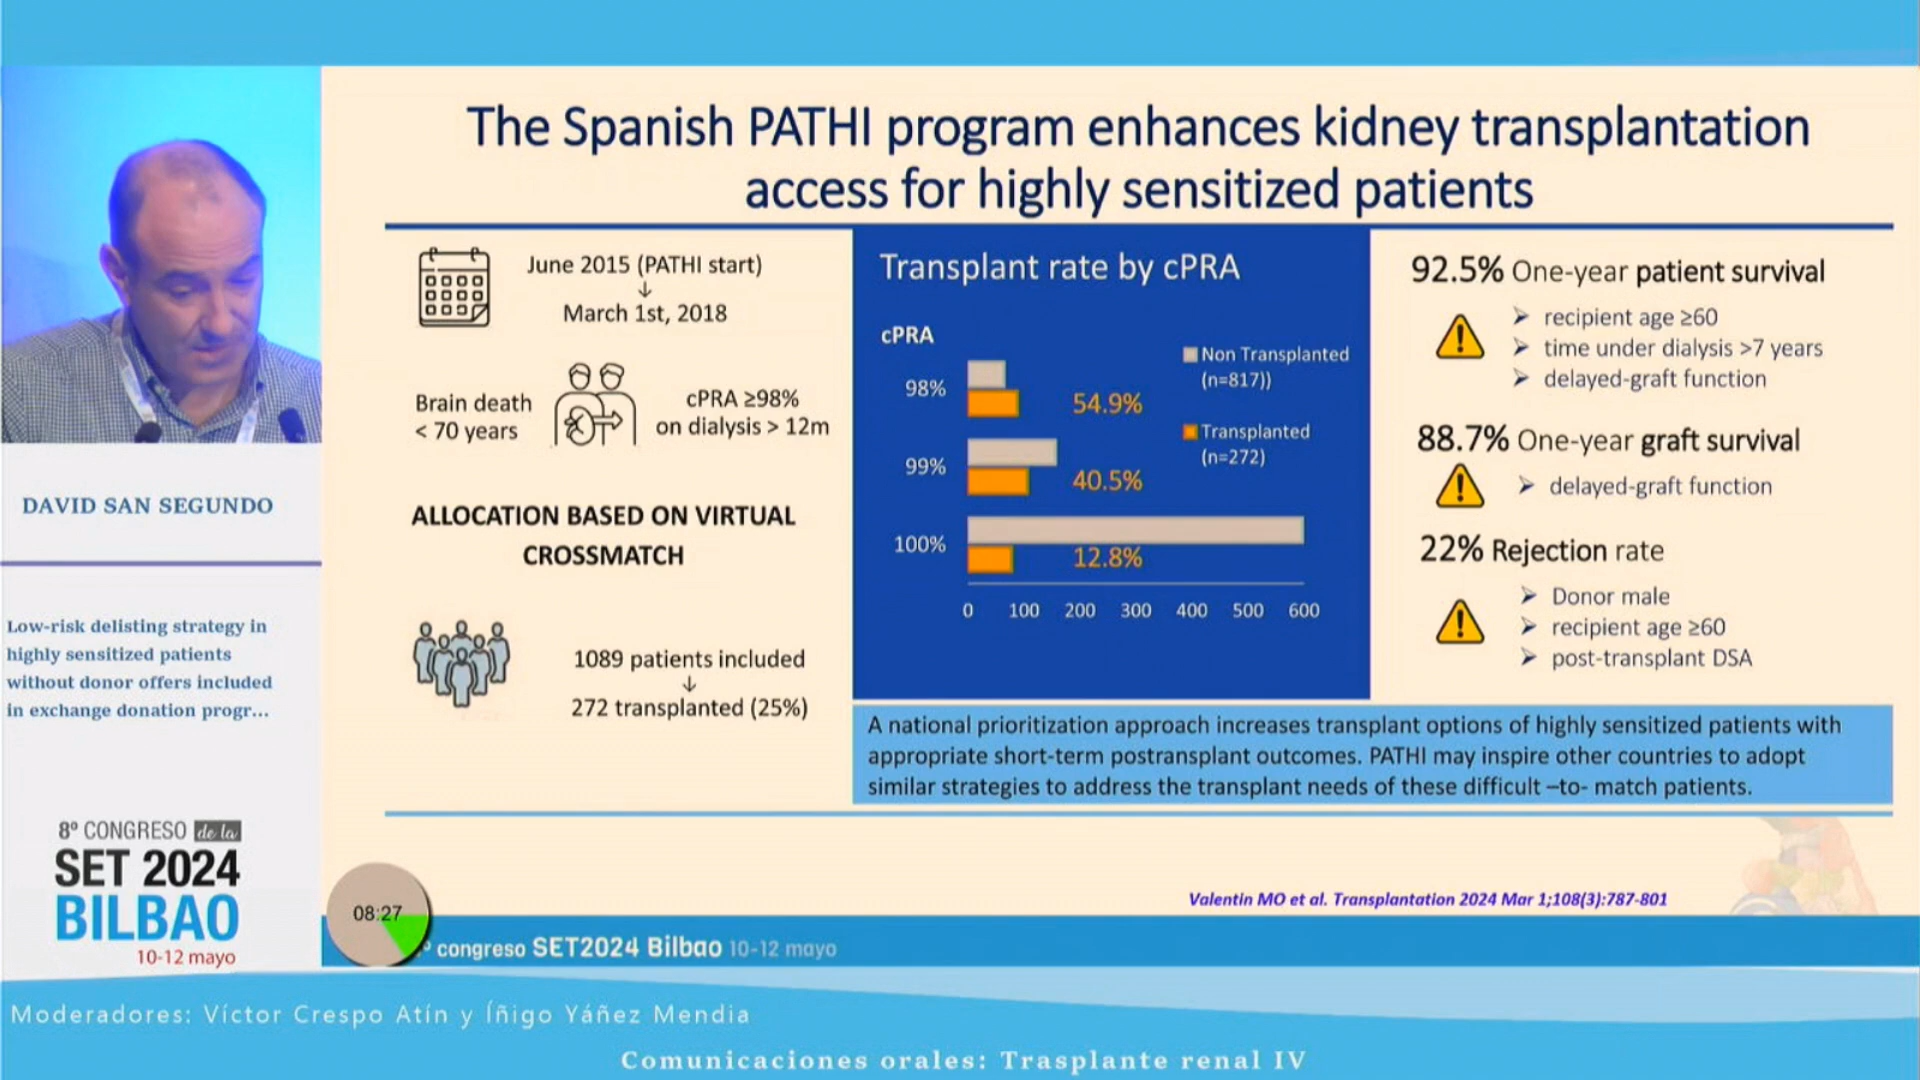 The Spanish PATHI program enhances kidney transplantation
access for highly sensitized patients
June 2015 (PATHI start)
↓
March 1st, 2018
Brain death
< 70 years
cPRA ≥98%
on dialysis > 12m
ALLOCATION BASED ON VIRTUAL
CROSSMATCH
1089 patients included
↓
272 transplanted (25%)
Transplant rate by cPRA
cPRA
98%
54.9%
99%
40.5%
100%
12.8%
0 100 200 300 400 500 600
Non Transplanted
(n=817))
Transplanted
(n=272)
92.5% One-year patient survival
➢ recipient age ≥60
➢ time under dialysis >7 years
➢ delayed-graft function
88.7% One-year graft survival
➢ delayed-graft function
22% Rejection rate
➢ Donor male
➢ recipient age ≥60
➢ post-transplant DSA
A national prioritization approach increases transplant options of highly sensitized patients with
appropriate short-term postransplant outcomes. PATHI may inspire other countries to adopt
similar strategies to address the transplant needs of these difficult –to- match patients.
Valentin MO et al. Transplantation 2024 Mar 1;108(3):787-801
08:27
º congreso SET2024 Bilbao 10-12 mayo
DAVID SAN SEGUNDO
Low-risk delisting strategy in
highly sensitized patients
without donor offers included
in exchange donation progr...
8º CONGRESO de la
SET 2024
BILBAO
10-12 mayo
Moderadores: Víctor Crespo Atín y Íñigo Yáñez Mendia
Comunicaciones orales: Trasplante renal IV